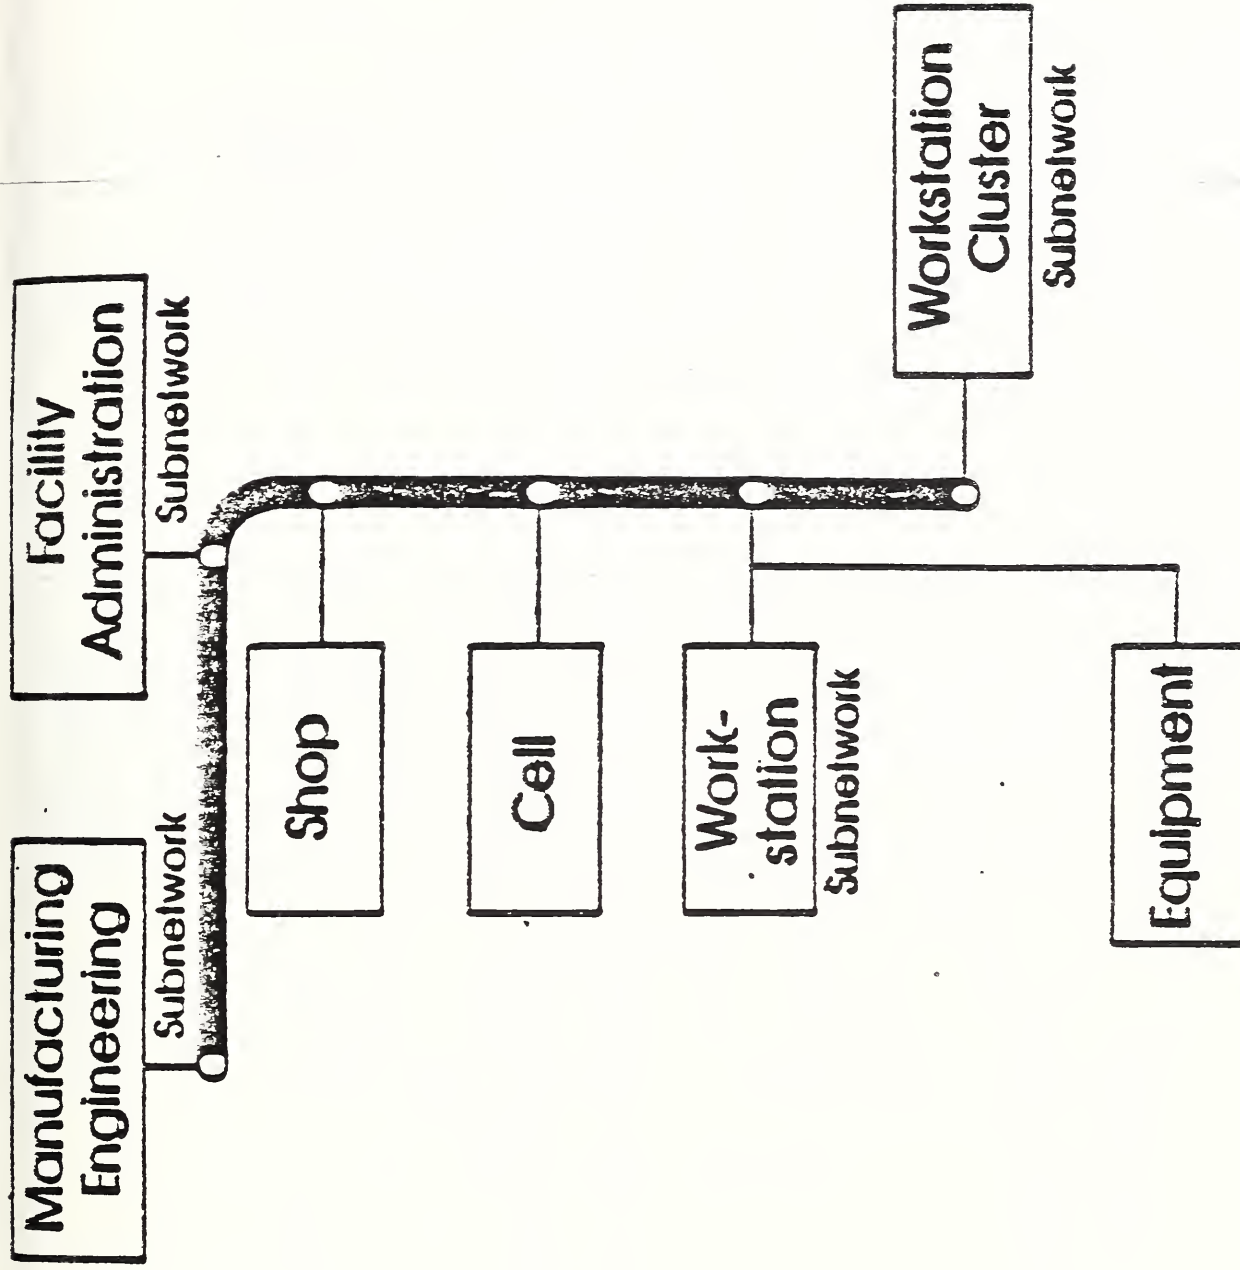 Manufacturing
Engineering
Subnetwork
Facility
Administration
Subnetwork
Shop
Cell
Work-
station
Subnetwork
Workstation
Cluster
Subnetwork
Equipment